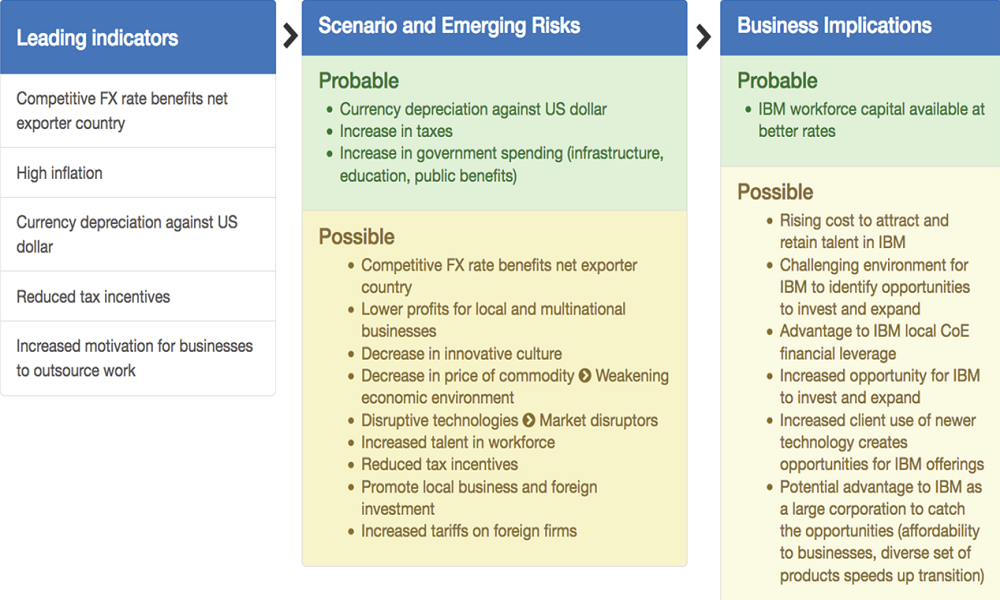 Leading indicators
Competitive FX rate benefits net
exporter country
High inflation
Currency depreciation against US
dollar
Reduced tax incentives
Increased motivation for businesses
to outsource work
Scenario and Emerging Risks
Probable
• Currency depreciation against US dollar
• Increase in taxes
• Increase in government spending (infrastructure,
education, public benefits)
Possible
• Competitive FX rate benefits net exporter
country
• Lower profits for local and multinational
businesses
• Decrease in innovative culture
• Decrease in price of commodity Weakening
economic environment
• Disruptive technologies Market disruptors
• Increased talent in workforce
• Reduced tax incentives
• Promote local business and foreign
investment
• Increased tariffs on foreign firms
Business Implications
Probable
• IBM workforce capital available at
better rates
Possible
• Rising cost to attract and
retain talent in IBM
• Challenging environment for
IBM to identify opportunities
to invest and expand
• Advantage to IBM local CoE
financial leverage
• Increased opportunity for IBM
to invest and expand
• Increased client use of newer
technology creates
opportunities for IBM offerings
• Potential advantage to IBM as
a large corporation to catch
the opportunities (affordability
to businesses, diverse set of
products speeds up transition)